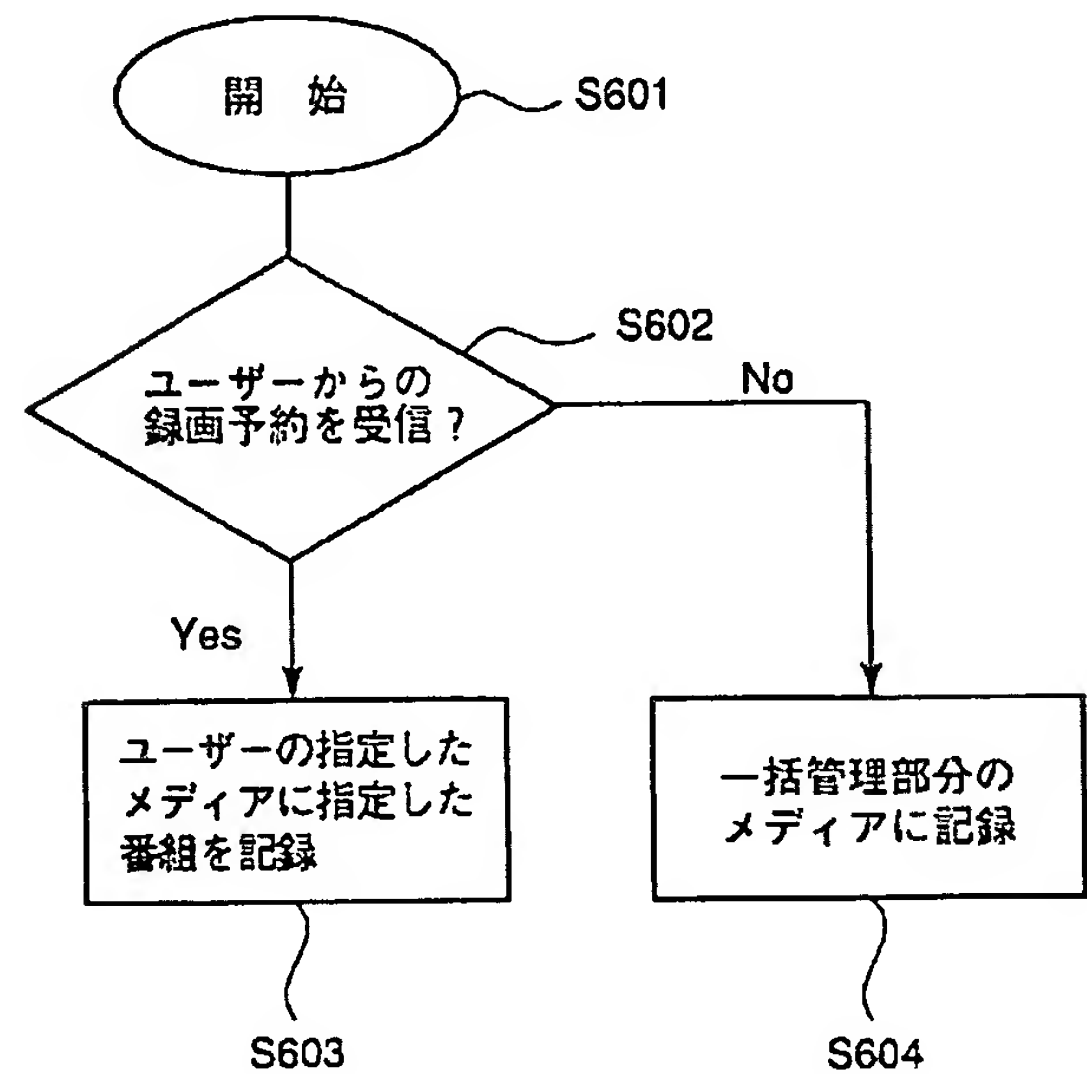 開 始
S601
S602
ユーザーからの
録画予約を受信？
No
Yes
ユーザーの指定した
メディアに指定した
番組を記録
一括管理部分の
メディアに記録
S603
S604